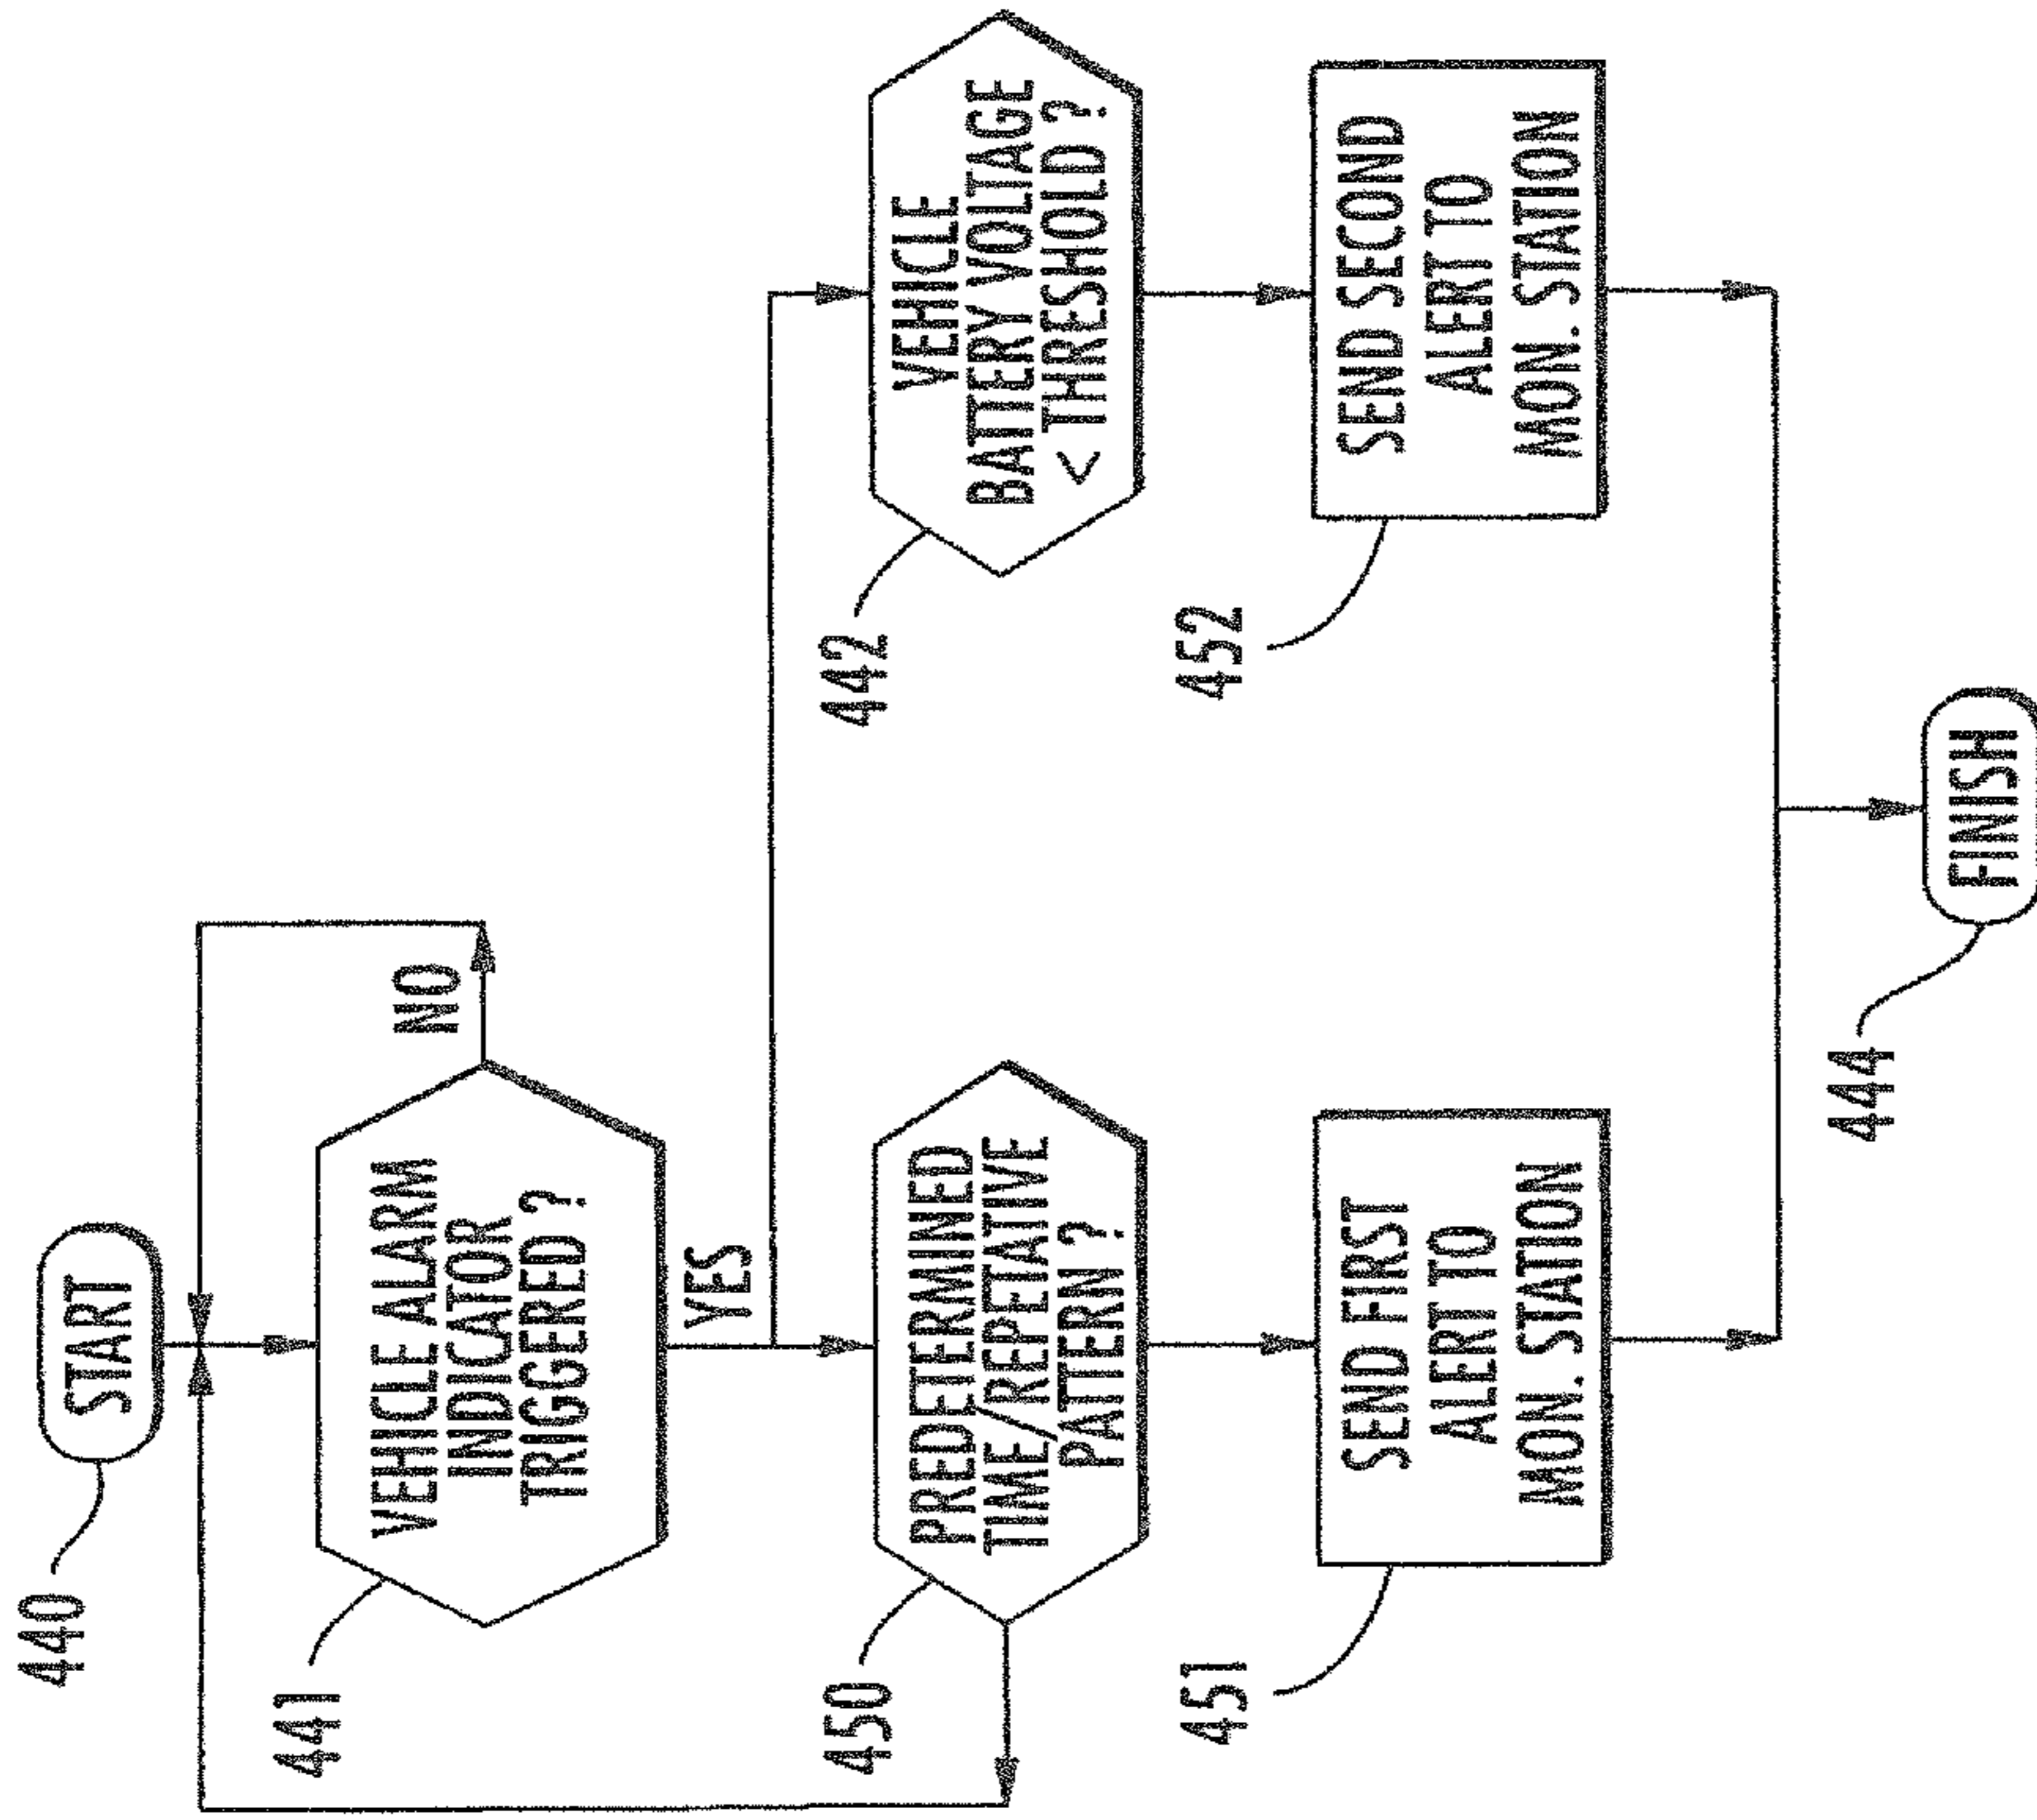 440
START
441
VEHICLE ALARM
INDICATOR
TRIGGERED ?
NO
YES
450
PREDETERMINED
TIME/REPETATIVE
PATTERN ?
442
VEHICLE
BATTERY VOLTAGE
< THRESHOLD ?
451
SEND FIRST
ALERT TO
MON. STATION
452
SEND SECOND
ALERT TO
MON. STATION
444
FINISH